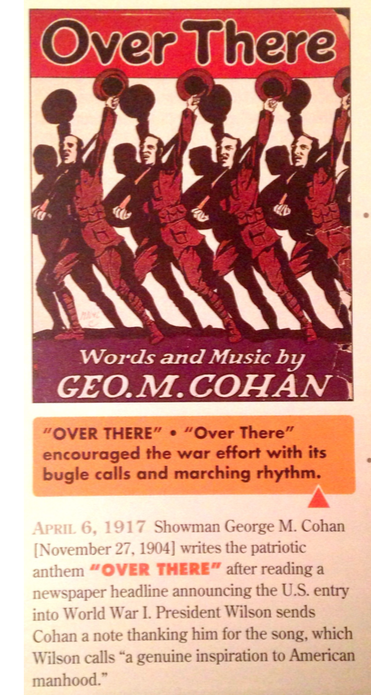 Over There
Words and Music by
GEO. M. COHAN
"OVER THERE" • "Over There"
encouraged the war effort with its
bugle calls and marching rhythm.
APRIL 6, 1917 Showman George M. Cohan
[November 27, 1904] writes the patriotic
anthem "OVER THERE" after reading a
newspaper headline announcing the U.S. entry
into World War I. President Wilson sends
Cohan a note thanking him for the song, which
Wilson calls "a genuine inspiration to American
manhood."